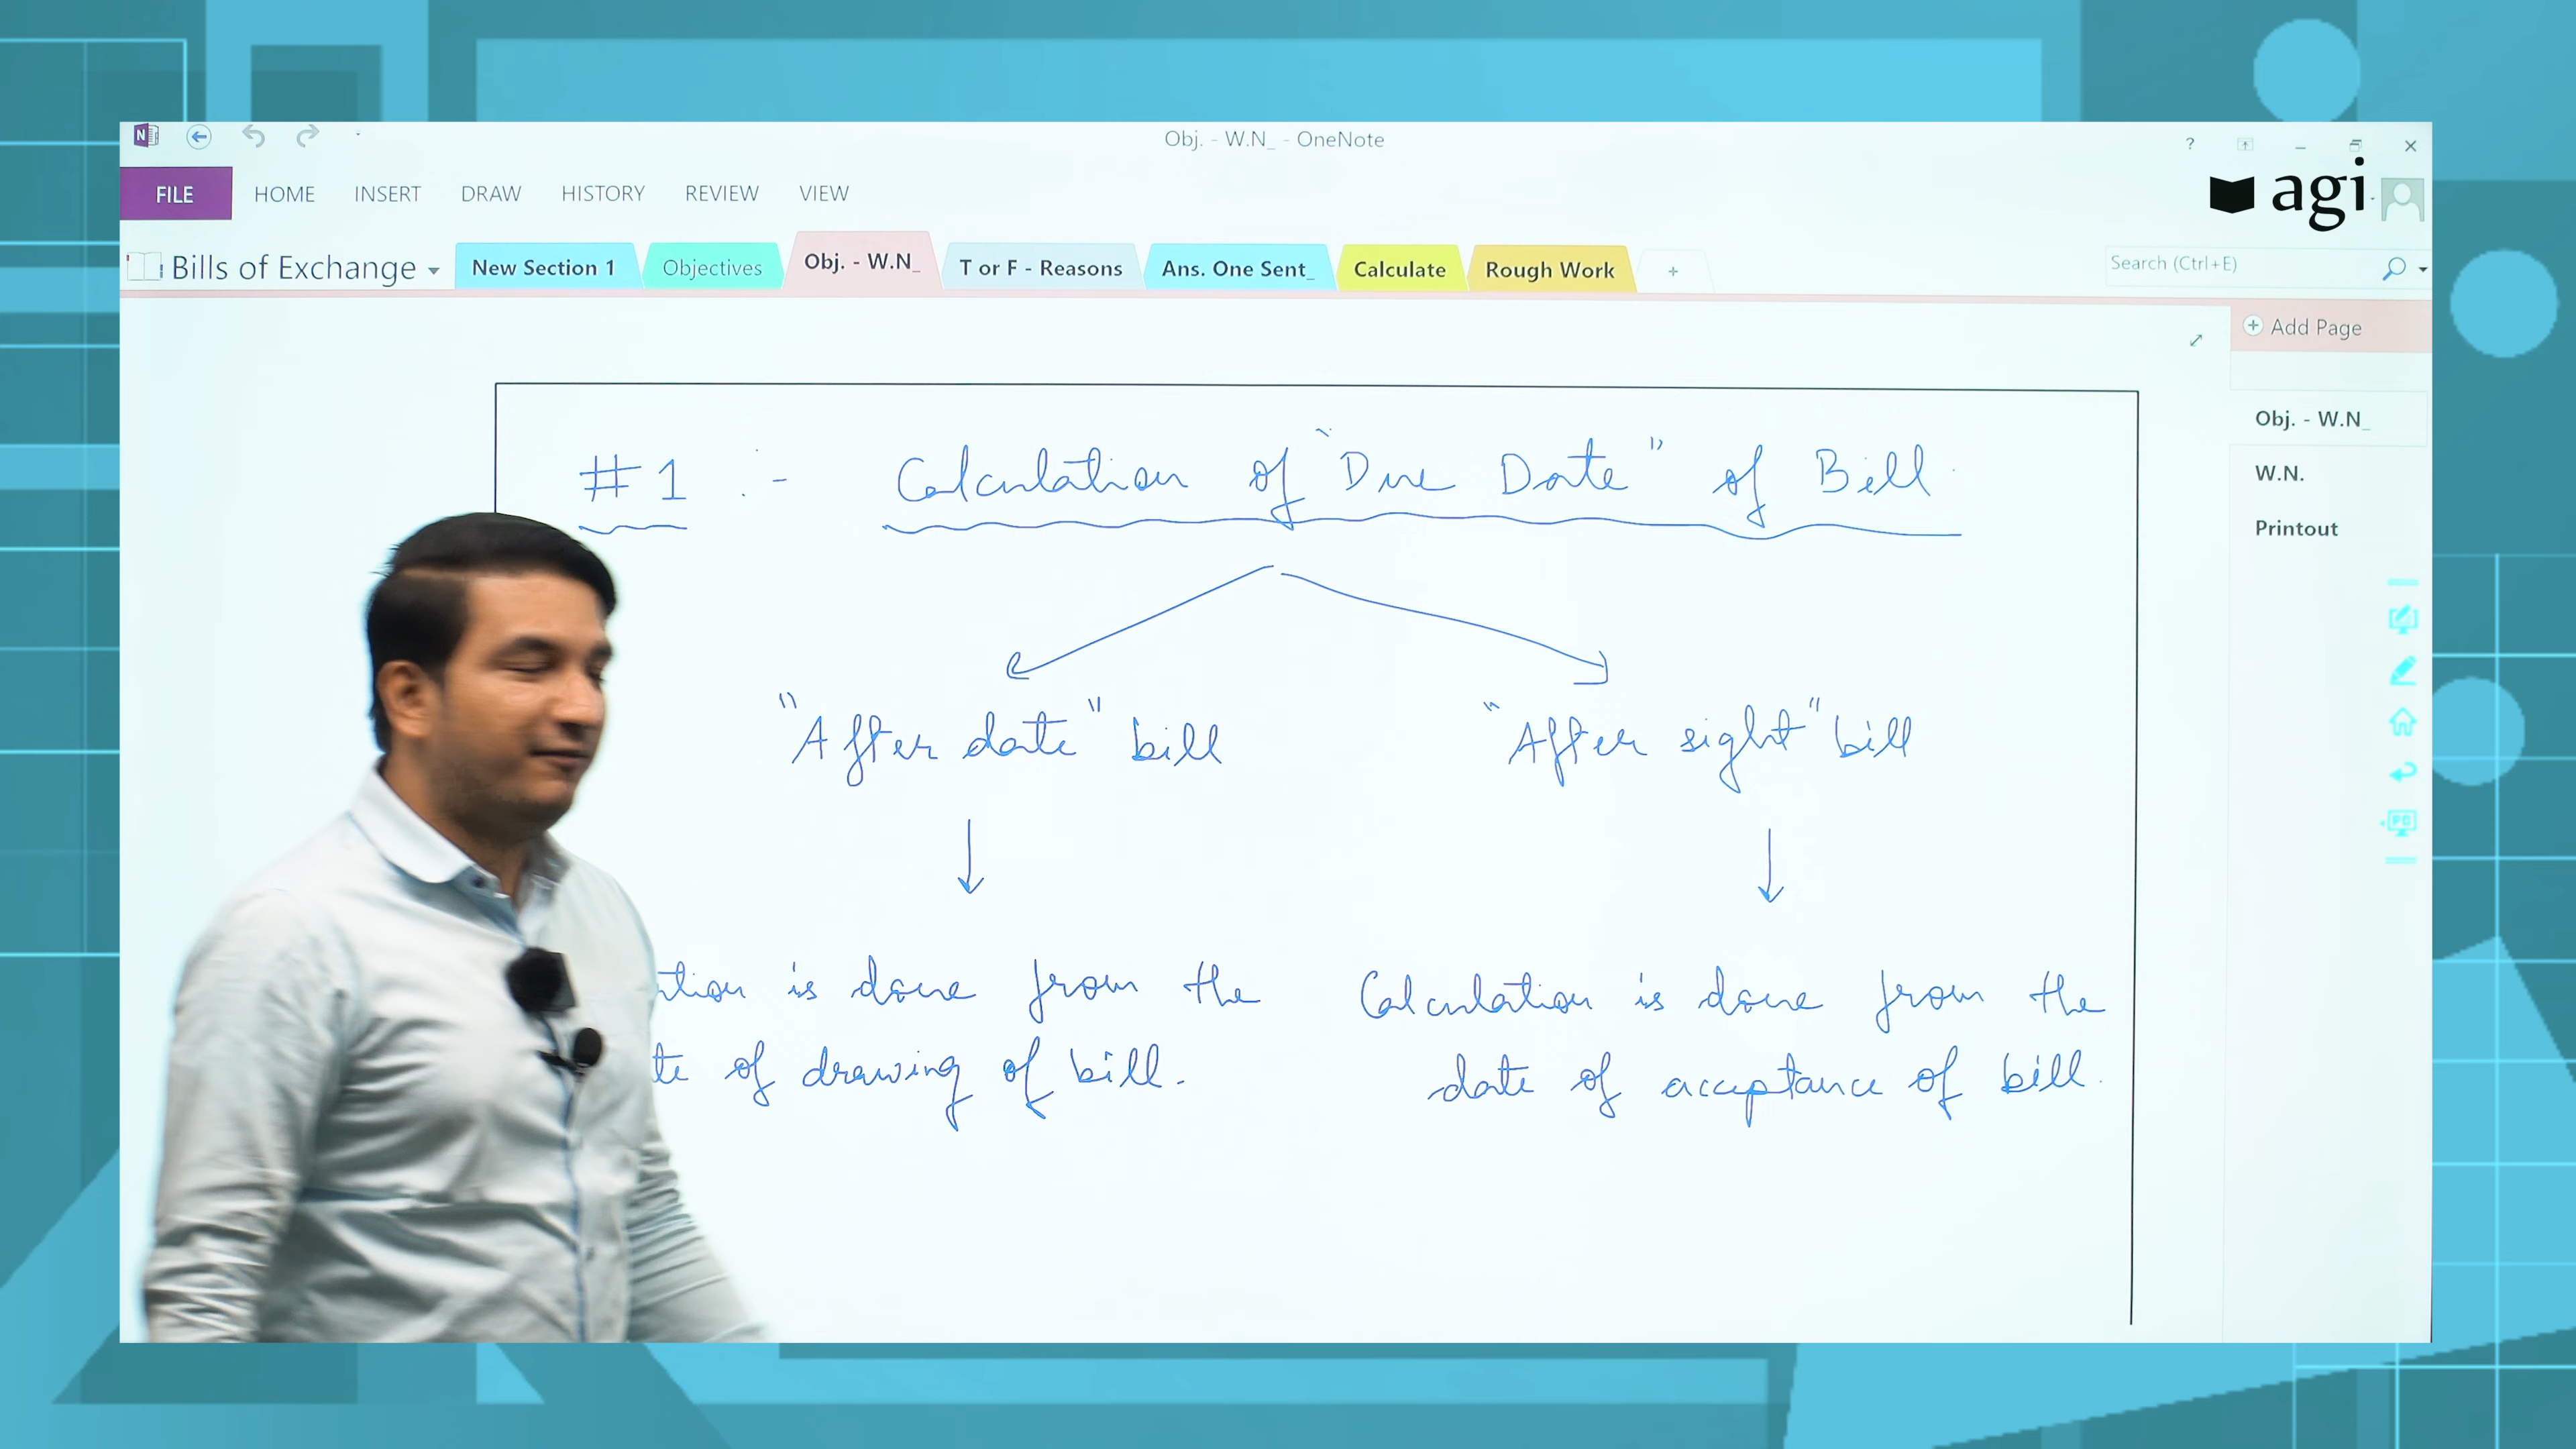 Obj. - W.N_ - OneNote
?
agi
FILE HOME INSERT DRAW HISTORY REVIEW VIEW
Bills of Exchange New Section 1 Objectives Obj. - W.N_ T or F - Reasons Ans. One Sent_ Calculate Rough Work +
Search (Ctrl+E)
Add Page
Obj. - W.N_
W.N.
Printout
#1 :- Calculation of "Due Date" of Bill
"After date" bill
"After sight" bill
is done from the
of drawing of bill.
Calculation is done from the
date of acceptance of bill.